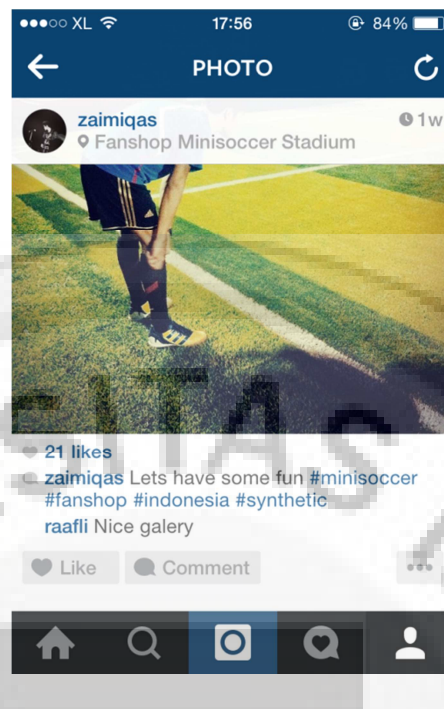 XL 17:56 84%
PHOTO
zaimiqas 1w
Fanshop Minisoccer Stadium
SITAS
21 likes
zaimiqas Lets have some fun #minisoccer
#fanshop #indonesia #synthetic
raafli Nice galery
Like Comment